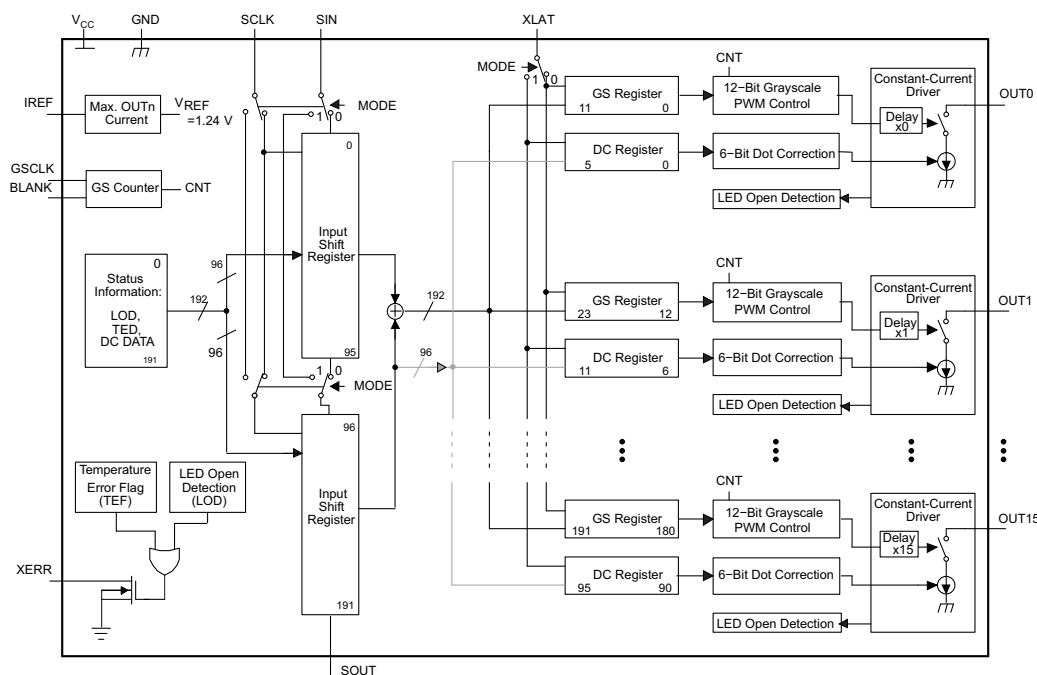 VCC
GND
SCLK
SIN
XLAT
IREF
Max. OUTn
Current
VREF
=1.24 V
MODE
1 0
0
Input
Shift
Register
95
GSCLK
BLANK
GS Counter
CNT
0
Status
Information:
LOD,
TED,
DC DATA
191
192
96
96
1 0
MODE
96
Input
Shift
Register
191
SOUT
192
96
Temperature
Error Flag
(TEF)
LED Open
Detection
(LOD)
XERR
MODE
1 0
GS Register
11 0
CNT
12−Bit Grayscale
PWM Control
Constant-Current
Driver
Delay
x0
OUT0
DC Register
5 0
6−Bit Dot Correction
LED Open Detection
GS Register
23 12
CNT
12−Bit Grayscale
PWM Control
Constant-Current
Driver
Delay
x1
OUT1
DC Register
11 6
6−Bit Dot Correction
LED Open Detection
GS Register
191 180
CNT
12−Bit Grayscale
PWM Control
Constant-Current
Driver
Delay
x15
OUT15
DC Register
95 90
6−Bit Dot Correction
LED Open Detection